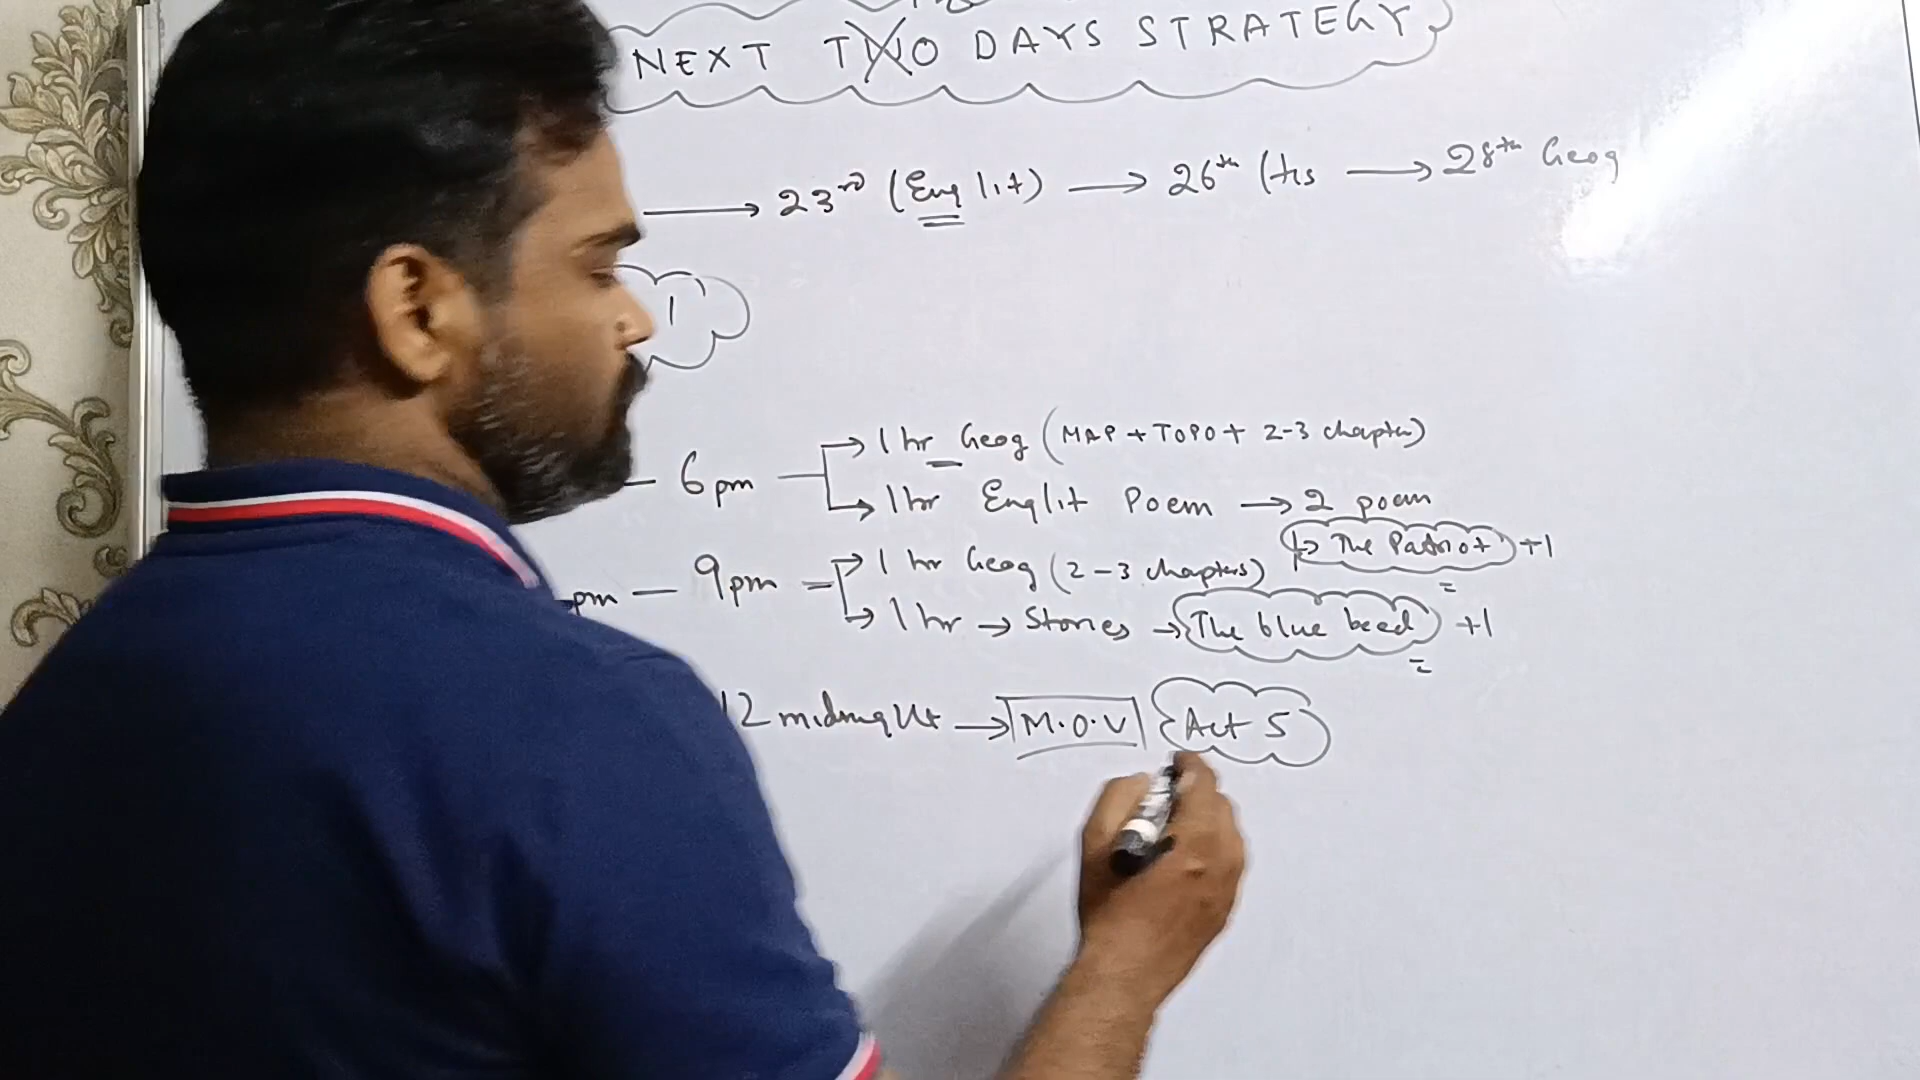 NEXT TWO DAYS STRATEGY
→ 23rd (Eng lit) → 26th → 28th Geog
1
- 6pm → 1 hr Geog (MAP + TOPO + 2-3 chapter)
→ 1 hr Eng lit Poem → 2 poem
→ The Patriot +1
pm - 9pm → 1 hr Geog (2-3 chapters)
→ 1 hr → Stories → The blue bead +1
12 midnight → M.O.V Act 5